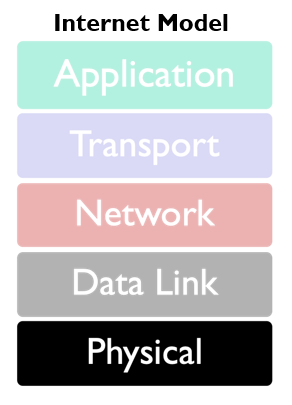 Internet Model
Application
Transport
Network
Data Link
Physical